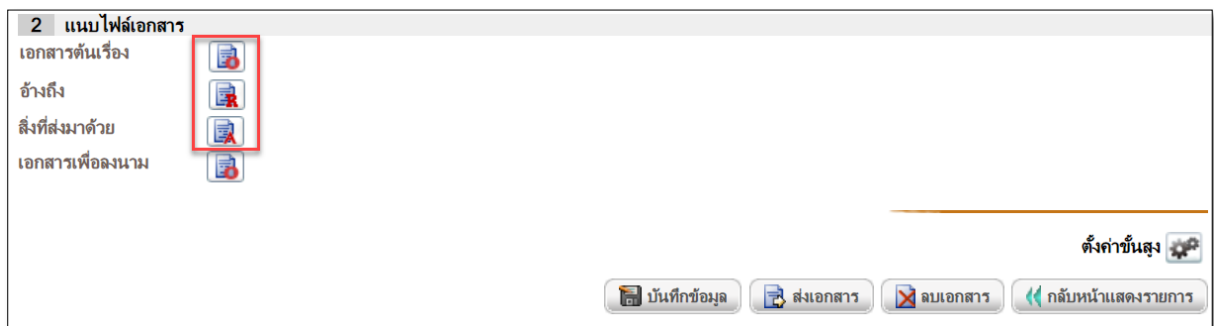 2 แนบไฟล์เอกสาร
เอกสารต้นเรื่อง
อ้างถึง
สิ่งที่ส่งมาด้วย
เอกสารเพื่อลงนาม
ตั้งค่าขั้นสูง
บันทึกข้อมูล ส่งเอกสาร ลบเอกสาร กลับหน้าแสดงรายการ